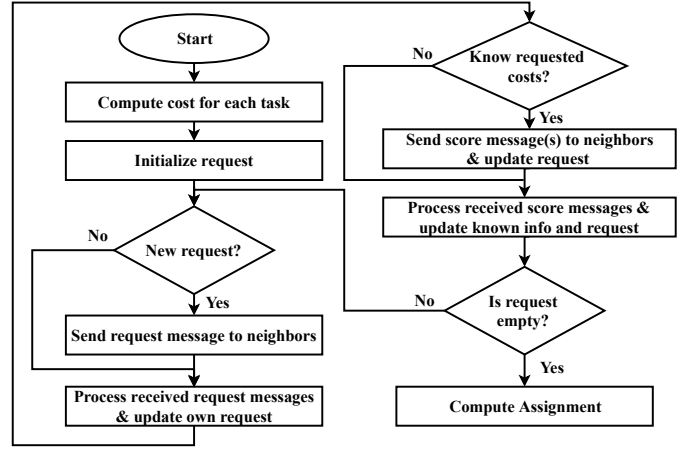 Start
Compute cost for each task
Initialize request
No
New request?
Yes
Send request message to neighbors
Process received request messages
& update own request
No
Know requested
costs?
Yes
Send score message(s) to neighbors
& update request
Process received score messages &
update known info and request
No
Is request
empty?
Yes
Compute Assignment